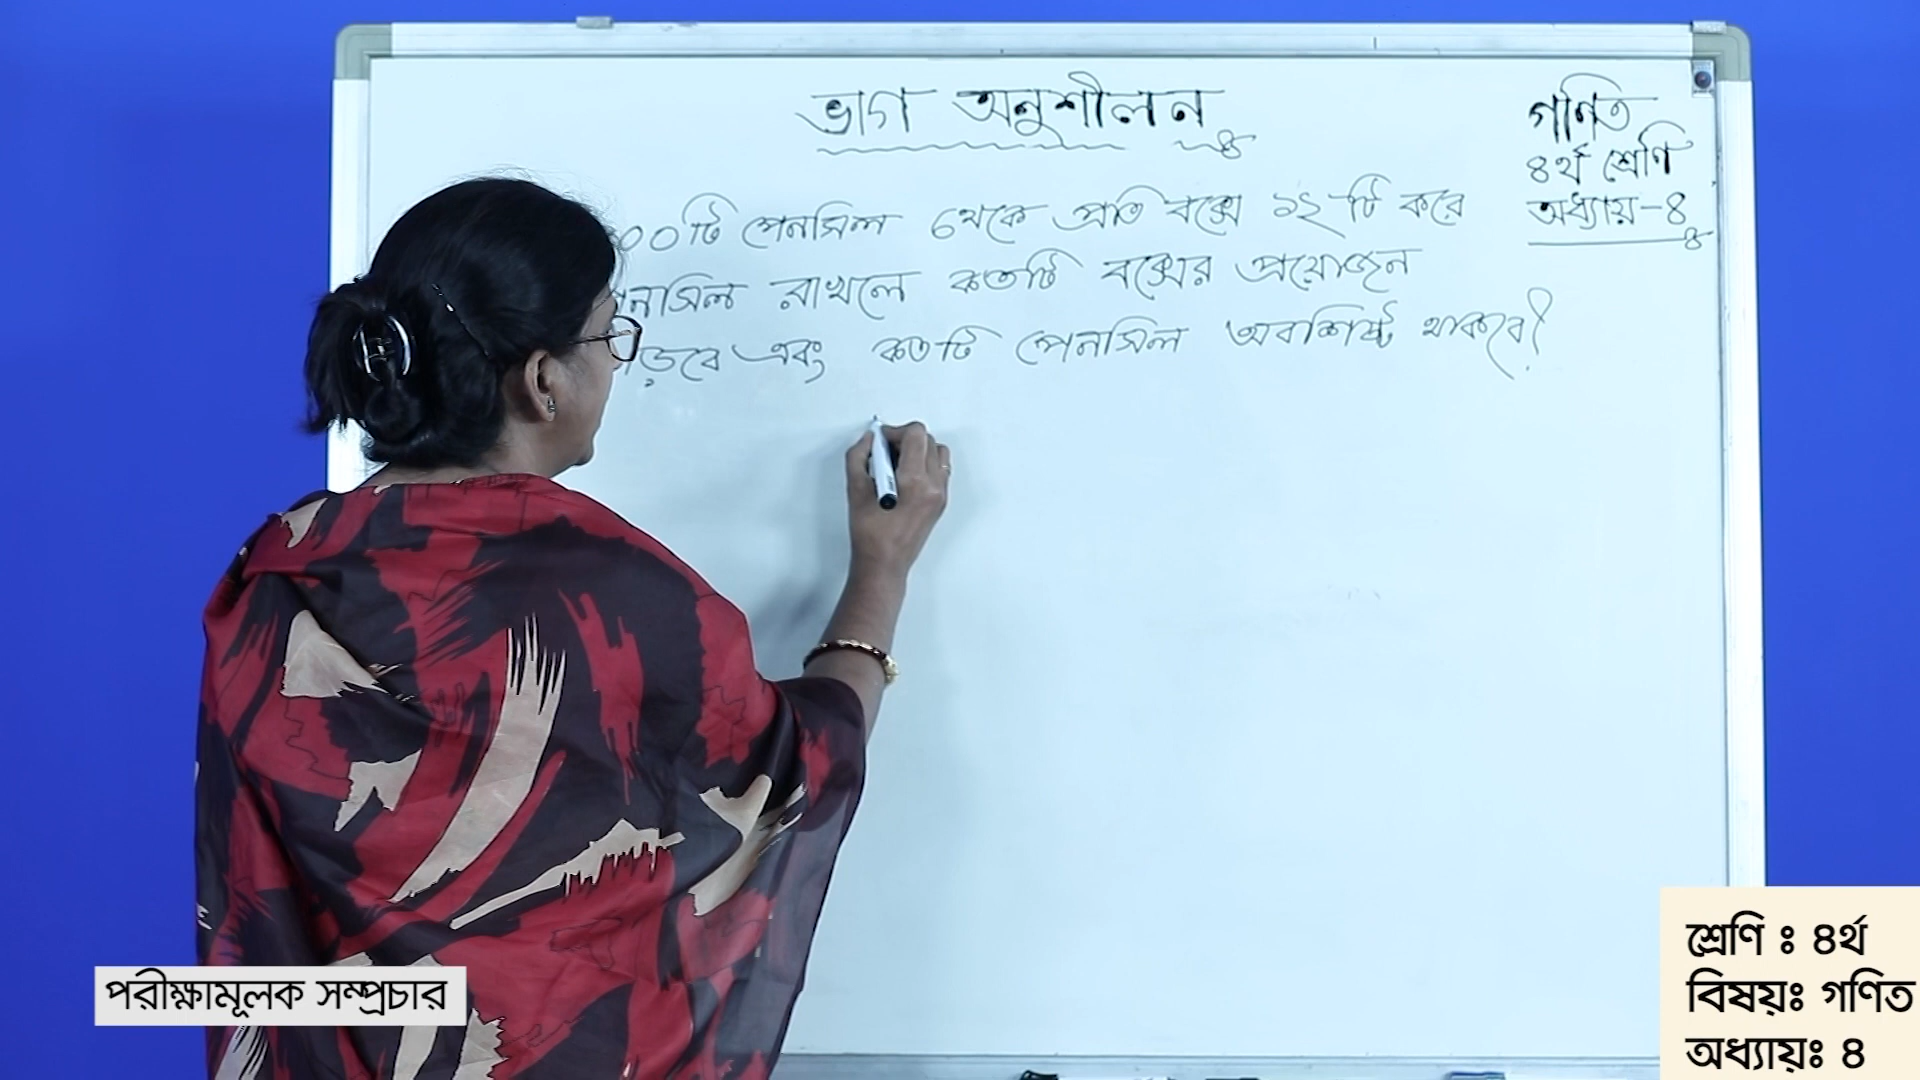 ভাগ অনুশীলন
গণিত
৪র্থ শ্রেণি
অধ্যায়-৪
০০টি পেনসিল থেকে প্রতি বক্সে ১২ টি করে
নসিল রাখলে কতটি বক্সের প্রয়োজন
ড়বে এবং কতটি পেনসিল অবশিষ্ট থাকবে?
পরীক্ষামূলক সম্প্রচার
শ্রেণি ঃ ৪র্থ
বিষয়ঃ গণিত
অধ্যায়ঃ ৪